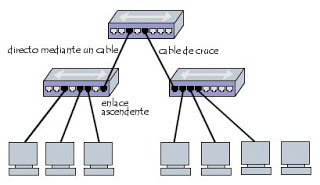 directo mediante un cable
cable de cruce
enlace
ascendente